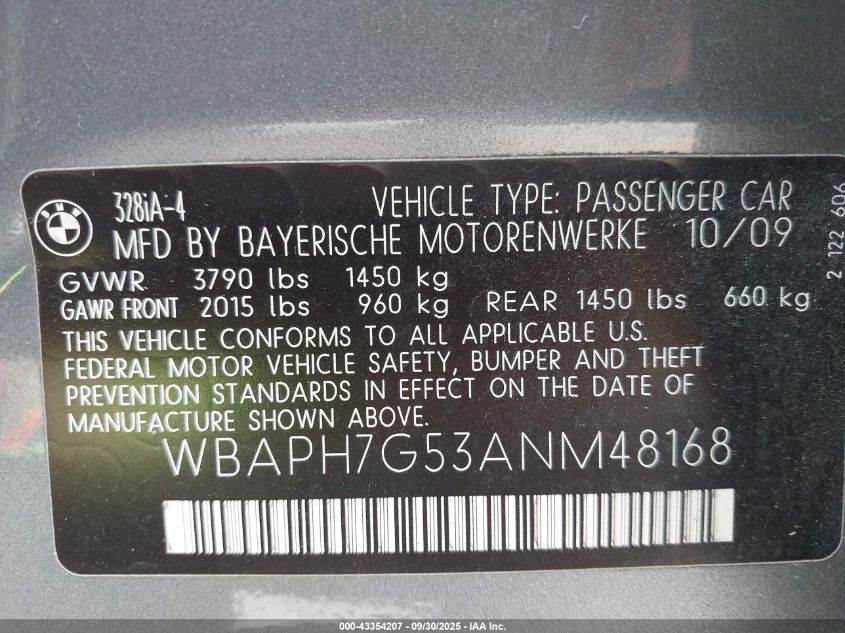 BMW
328iA-4 VEHICLE TYPE: PASSENGER CAR
MFD BY BAYERISCHE MOTORENWERKE 10/09
GVWR 3790 lbs 1450 kg
GAWR FRONT 2015 lbs 960 kg REAR 1450 lbs 660 kg
THIS VEHICLE CONFORMS TO ALL APPLICABLE U.S.
FEDERAL MOTOR VEHICLE SAFETY, BUMPER AND THEFT
PREVENTION STANDARDS IN EFFECT ON THE DATE OF
MANUFACTURE SHOWN ABOVE.
WBAPH7G53ANM48168
2 122 606
000-43354207 - 09/30/2025 - IAA Inc.